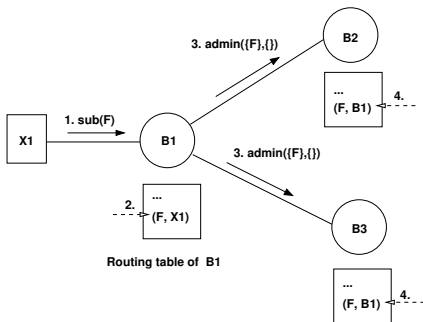 B2
3. admin({F},{})
...
(F, B1)
4.
1. sub(F)
X1
B1
3. admin({F},{})
2.
...
(F, X1)
B3
Routing table of B1
...
(F, B1)
4.